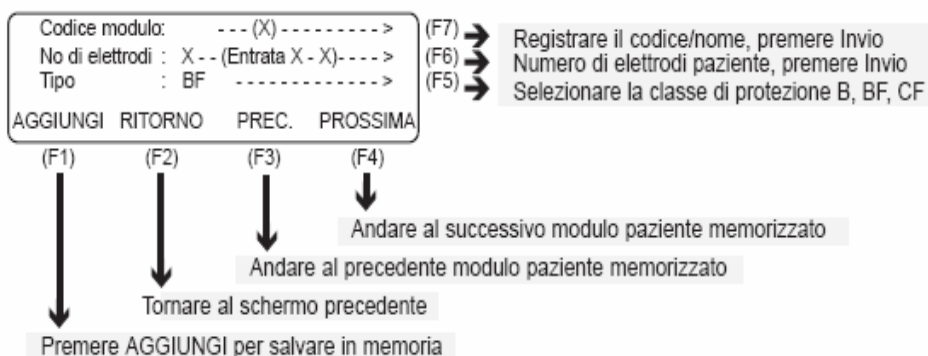 Codice modulo: - - - (X) - - - - - - - - - > (F7) Registrare il codice/nome, premere Invio
No di elettrodi : X - - (Entrata X - X)- - - - > (F6) Numero di elettrodi paziente, premere Invio
Tipo : BF - - - - - - - - - - - - - - > (F5) Selezionare la classe di protezione B, BF, CF
AGGIUNGI RITORNO PREC. PROSSIMA
(F1) (F2) (F3) (F4)
Andare al successivo modulo paziente memorizzato
Andare al precedente modulo paziente memorizzato
Tornare al schermo precedente
Premere AGGIUNGI per salvare in memoria